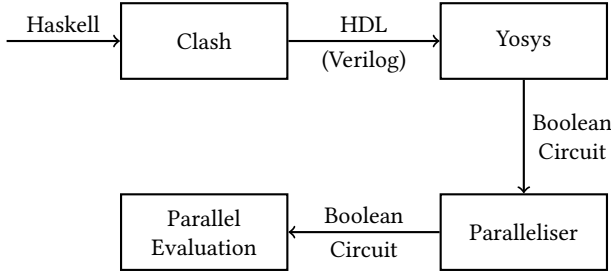 Haskell
Clash
HDL
(Verilog)
Yosys
Boolean
Circuit
Paralleliser
Boolean
Circuit
Parallel
Evaluation